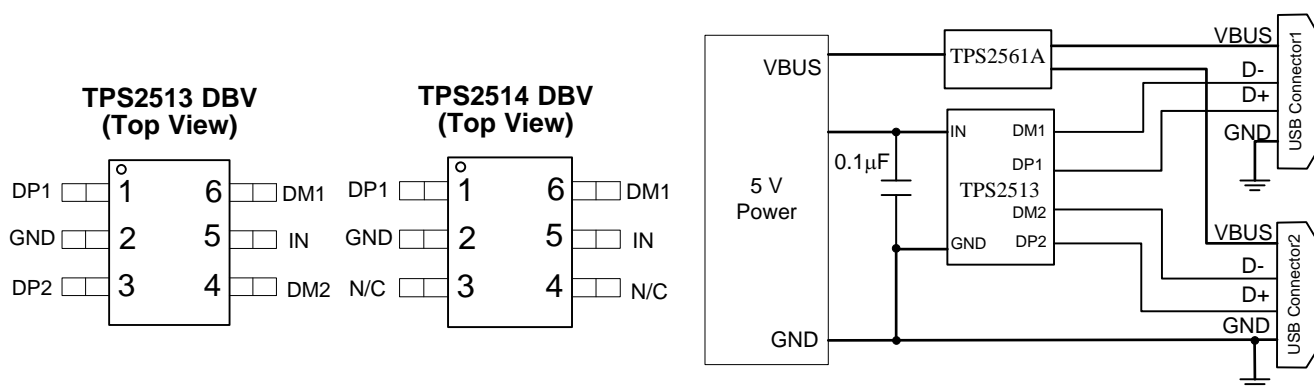 TPS2513 DBV
(Top View)
DP1
1
6
DM1
GND
2
5
IN
DP2
3
4
DM2
TPS2514 DBV
(Top View)
DP1
1
6
DM1
GND
2
5
IN
N/C
3
4
N/C
5 V
Power
VBUS
GND
TPS2561A
0.1μF
IN
GND
TPS2513
DM1
DP1
DM2
DP2
VBUS
D-
D+
GND
USB Connector1
VBUS
D-
D+
GND
USB Connector2